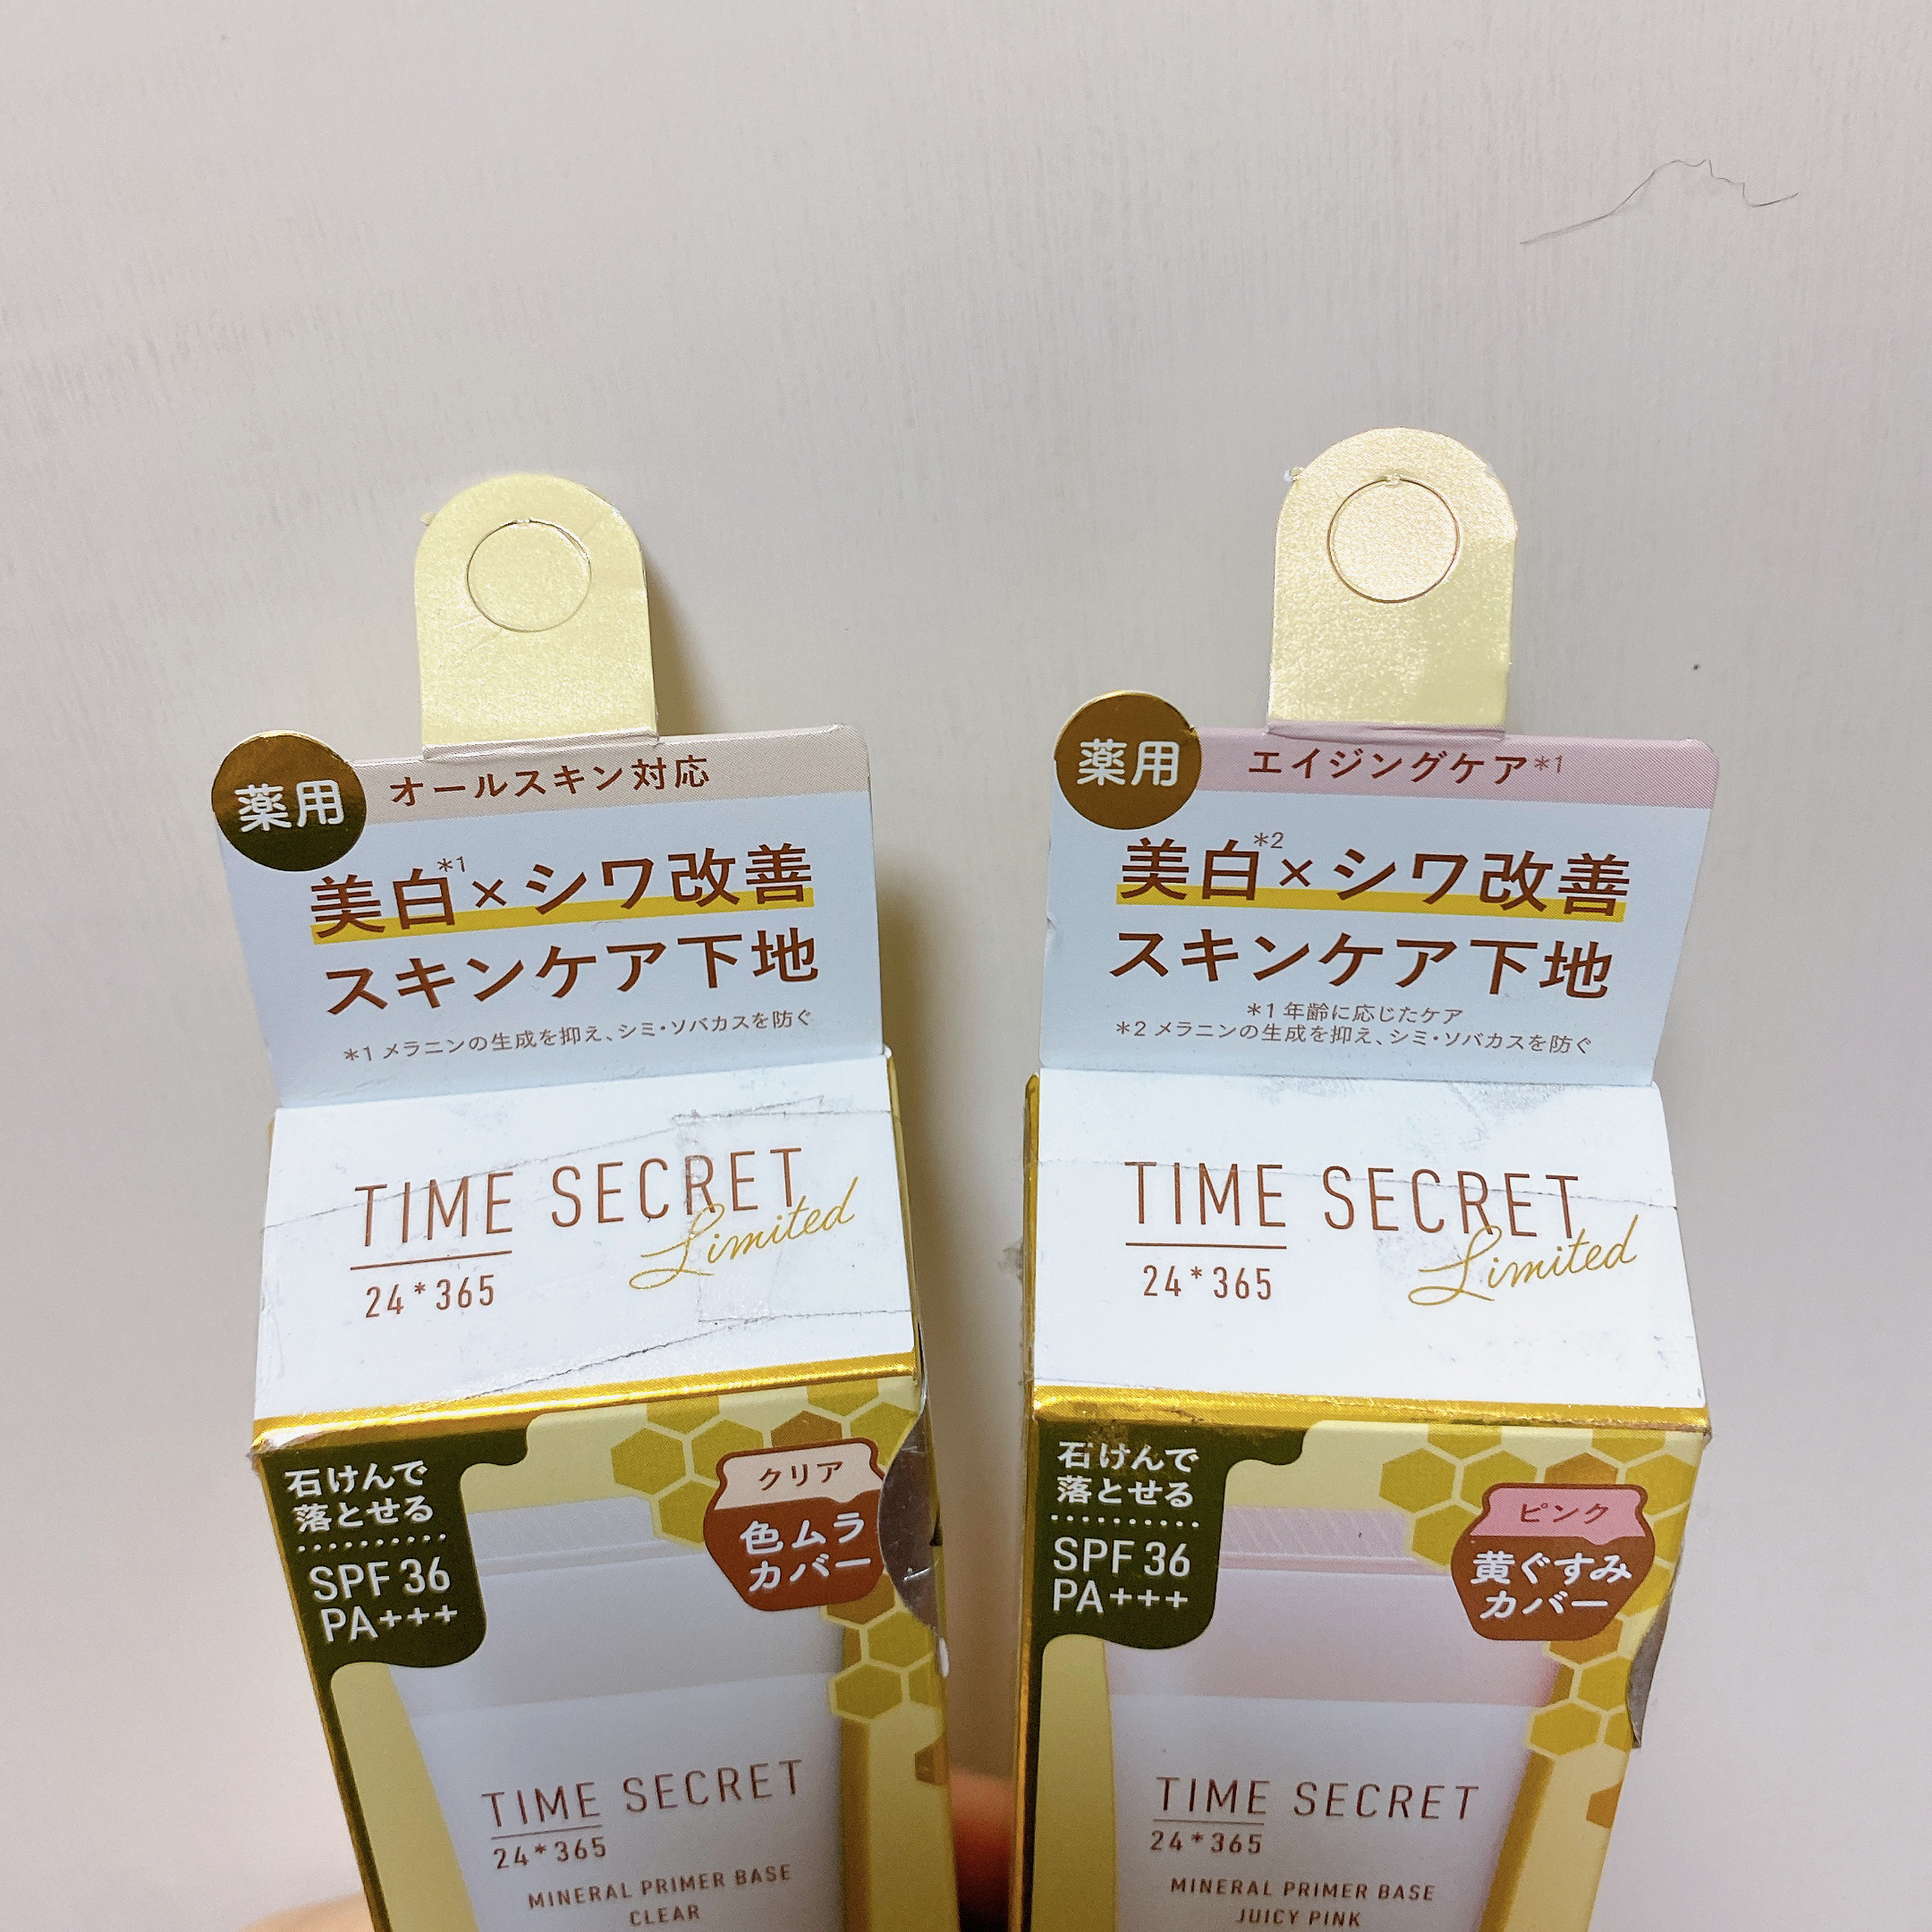 薬用
オールスキン対応
美白*1×シワ改善
スキンケア下地
*1 メラニンの生成を抑え、シミ・ソバカスを防ぐ
TIME SECRET
Limited
24*365
石けんで
落とせる
SPF 36
PA+++
クリア
色ムラ
カバー
TIME SECRET
24*365
MINERAL PRIMER BASE
CLEAR
薬用
エイジングケア*1
美白*2×シワ改善
スキンケア下地
*1 年齢に応じたケア
*2 メラニンの生成を抑え、シミ・ソバカスを防ぐ
TIME SECRET
Limited
24*365
石けんで
落とせる
SPF 36
PA+++
ピンク
黄ぐすみ
カバー
TIME SECRET
24*365
MINERAL PRIMER BASE
JUICY PINK